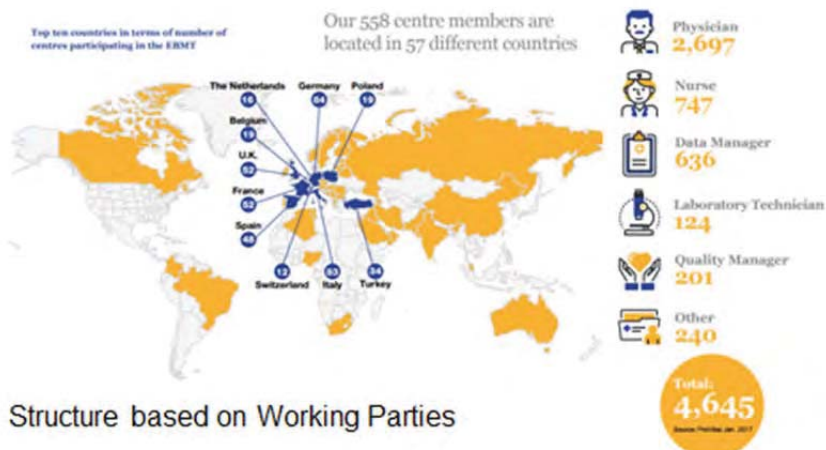 Top ten countries in terms of number of
centres participating in the EBMT
Our 558 centre members are
located in 57 different countries
The Netherlands
Germany
Poland
19
Belgium
19
U.K.
52
France
52
Spain
48
12
34
Switzerland
Italy
Turkey
Physician
2,697
Nurse
747
Data Manager
636
Laboratory Technician
124
Quality Manager
201
Other
240
Total:
4,645
Structure based on Working Parties